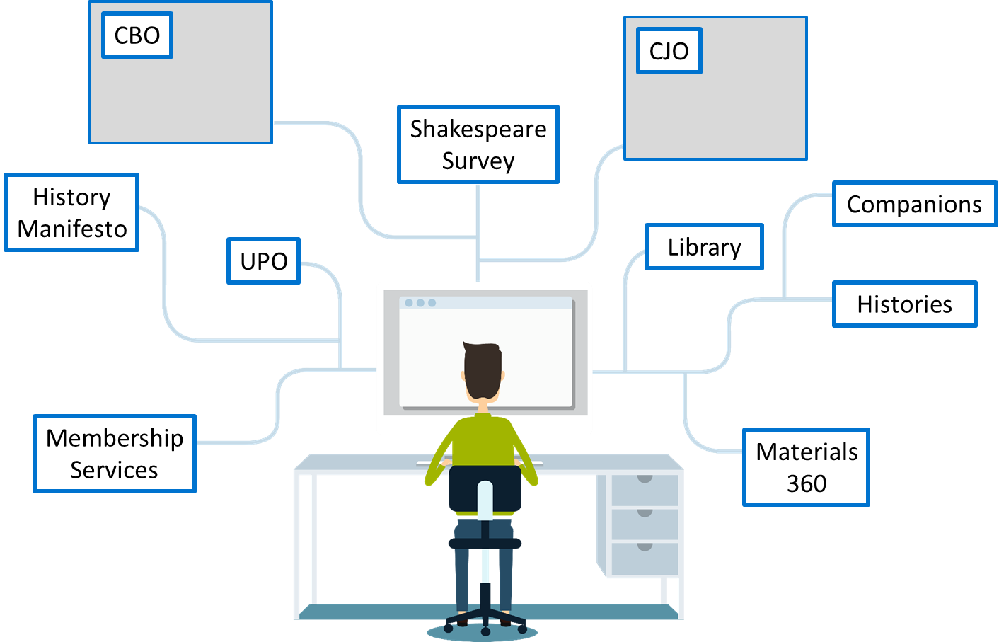 CBO
CJO
Shakespeare
Survey
History
Manifesto
Companions
UPO
Library
Histories
Membership
Services
Materials
360